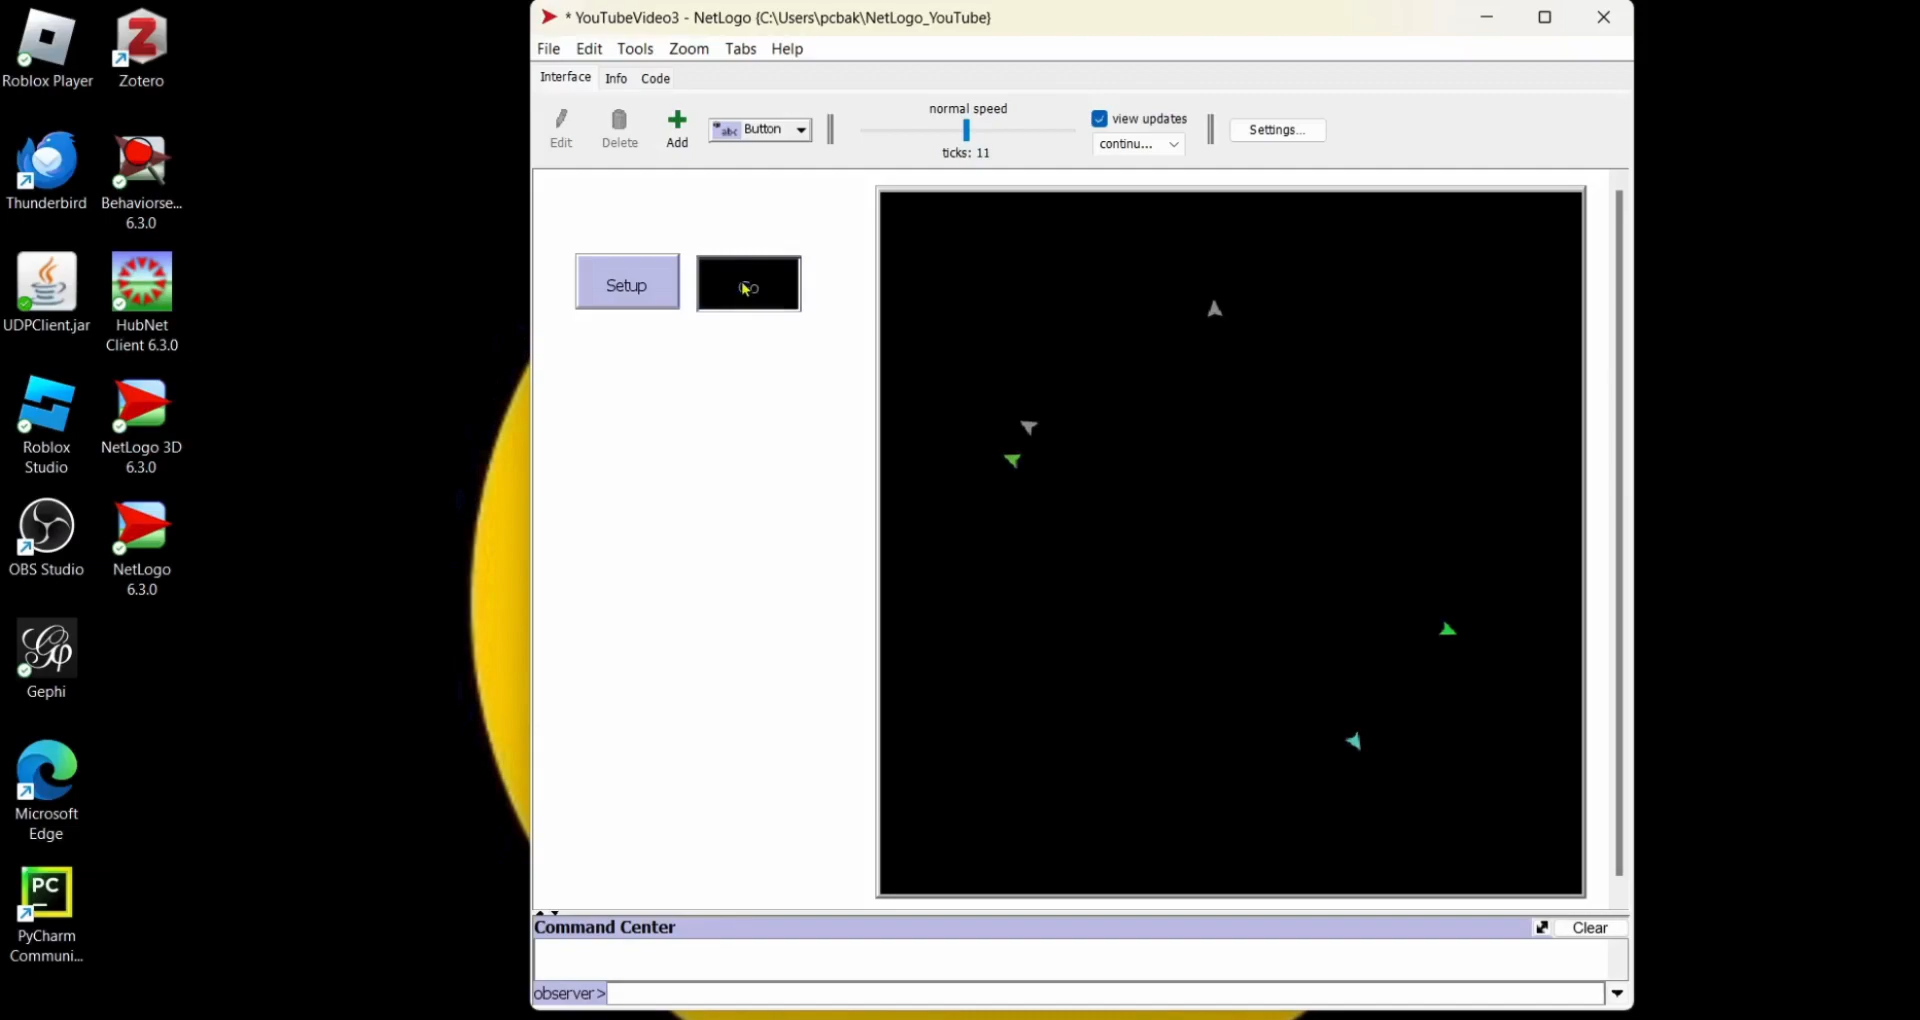 Roblox Player
Zotero
Thunderbird
Behaviorse...
6.3.0
UDPClient.jar
HubNet
Client 6.3.0
Roblox
Studio
NetLogo 3D
6.3.0
OBS Studio
NetLogo
6.3.0
Gephi
Microsoft
Edge
PC
PyCharm
Communi...
* YouTubeVideo3 - NetLogo {C:\Users\pcbak\NetLogo_YouTube}
File Edit Tools Zoom Tabs Help
Interface Info Code
Edit
Delete
Add
abc Button
normal speed
ticks: 11
view updates
continu...
Settings...
Setup
Go
Command Center
Clear
observer>